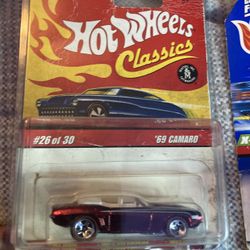 Hot Wheels
Classics
#26 of 30
'69 CAMARO